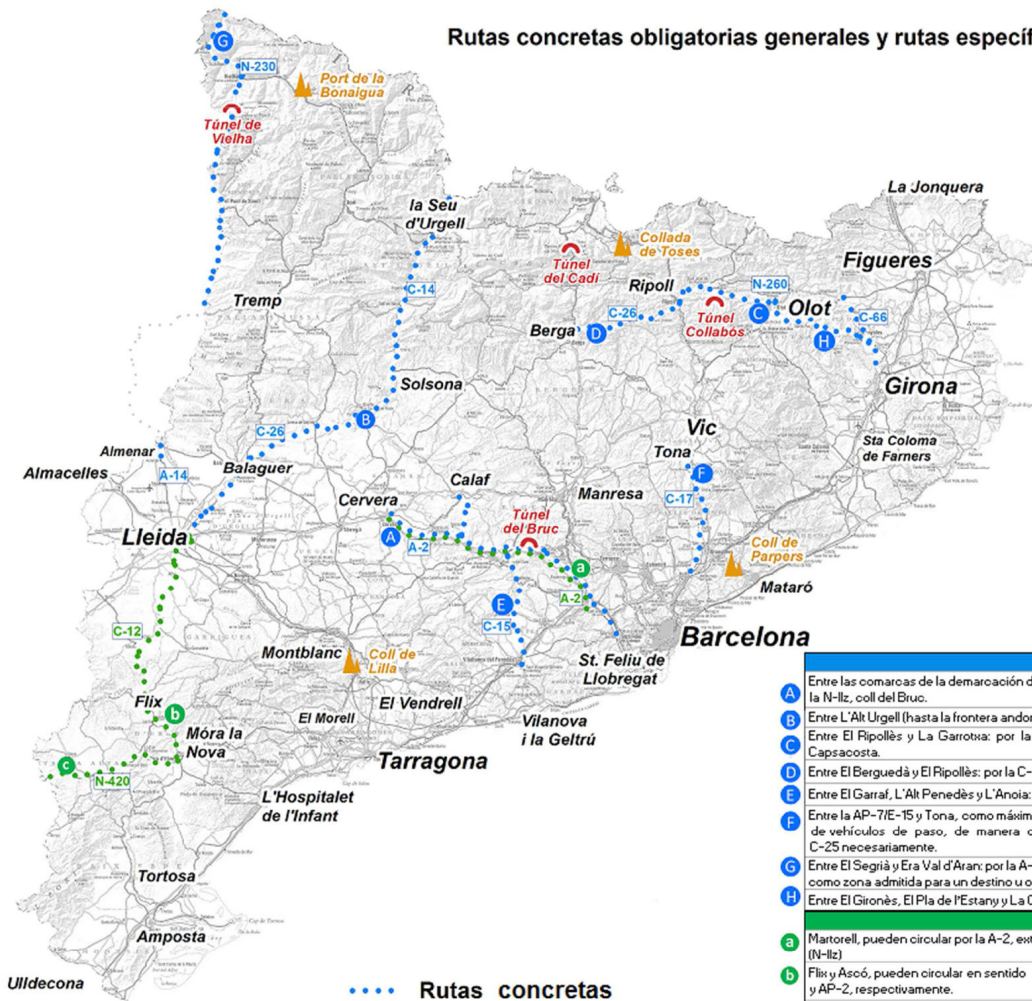 Rutas concretas obligatorias generales y rutas específ
G
N-230
Port de la
Bonaigua
Túnel de
Vielha
La Jonquera
la Seu
d'Urgell
Collada
de Toses
Túnel
del Cadí
Figueres
C-14
Ripoll
N-260
Tremp
Olot
C-26
Túnel
Collabós
C
C-66
Berga
D
H
Solsona
Girona
B
C-26
Vic
Almenar
Sta Coloma
de Farners
Tona
Almacelles
A-14
Balaguer
Calaf
F
Manresa
C-17
Cervera
Túnel
del Bruc
Lleida
A
A-2
Coll de
Parpers
a
A-2
Mataró
E
C-15
Barcelona
C-12
Montblanc
Coll de
Lilla
St. Feliu de
Llobregat
Flix
b
El Vendrell
El Morell
Vilanova
i la Geltrú
Móra la
Nova
Tarragona
c
N-420
L'Hospitalet
de l'Infant
Tortosa
Amposta
Ulldecona
Rutas concretas
A Entre las comarcas de la demarcación d
la N-IIz, coll del Bruc.
B Entre L'Alt Urgell (hasta la frontera andor
C Entre El Ripollès y La Garrotxa: por la
Capsacosta.
D Entre El Berguedà y El Ripollès: por la C-
E Entre El Garraf, L'Alt Penedès y L'Anoia:
F Entre la AP-7/E-15 y Tona, como máxim
de vehículos de paso, de manera c
C-25 necesariamente.
G Entre El Segrià y Era Val d'Aran: por la A-
como zona admitida para un destino u o
H Entre El Gironès, El Pla de l'Estany y La G
a Martorell, pueden circular por la A-2, ext
(N-IIz)
b Flix y Ascó, pueden circular en sentido
y AP-2, respectivamente.